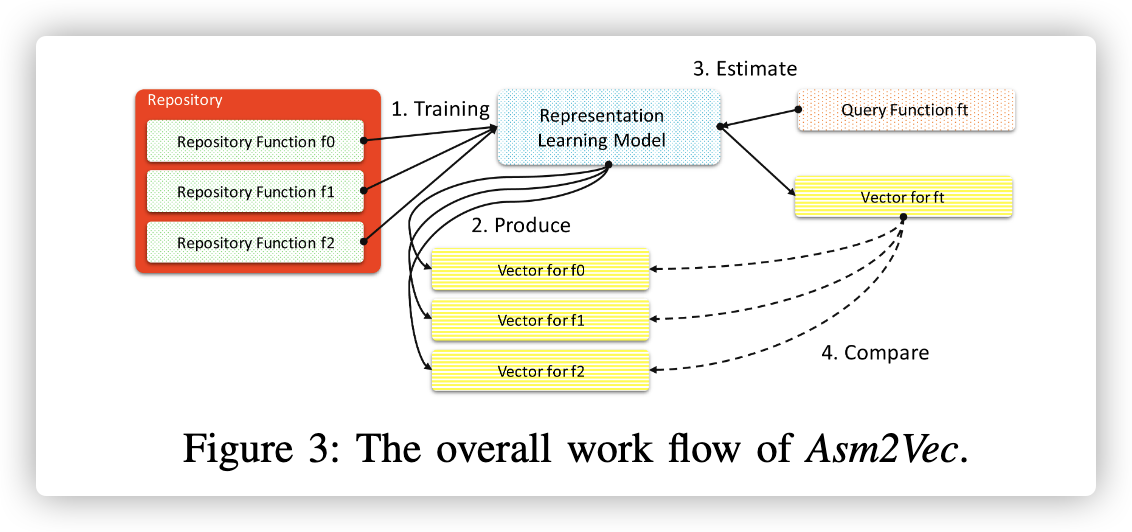 3. Estimate
Repository
1. Training
Representation
Learning Model
Query Function ft
Repository Function f0
Repository Function f1
Vector for ft
Repository Function f2
2. Produce
Vector for f0
Vector for f1
4. Compare
Vector for f2
Figure 3: The overall work flow of Asm2Vec.